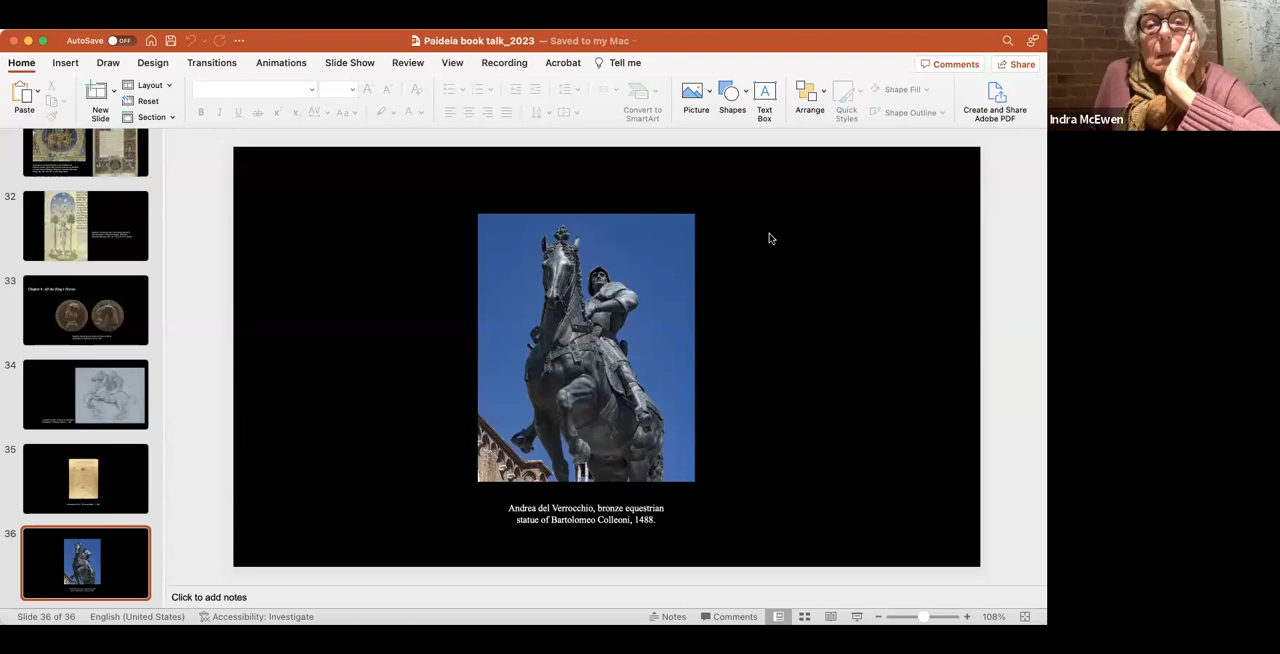 AutoSave OFF
Paideia book talk_2023 — Saved to my Mac
Home Insert Draw Design Transitions Animations Slide Show Review View Recording Acrobat Tell me
Comments Share
Paste
New
Slide
Layout
Reset
Section
B I U ab x x AV Aa
A
Convert to
SmartArt
Picture
Shapes
Text
Box
Arrange
Quick
Styles
Shape Fill
Shape Outline
Create and Share
Adobe PDF
Indra McEwen
32
33
34
35
36
Andrea del Verrocchio, bronze equestrian
statue of Bartolomeo Colleoni, 1488.
Click to add notes
Slide 36 of 36 English (United States) Accessibility: Investigate
Notes Comments 108%